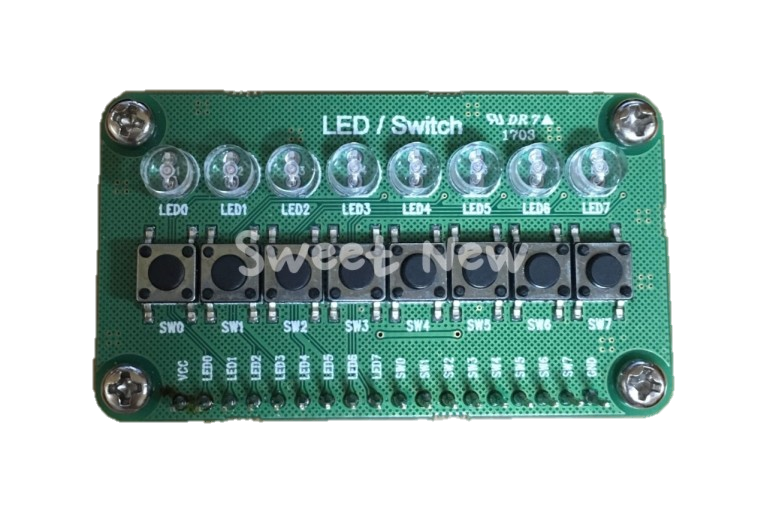 LED / Switch
DR 7
1703
LED0 LED1 LED2 LED3 LED4 LED5 LED6 LED7
Sweet New
SW0 SW1 SW2 SW3 SW4 SW5 SW6 SW7
VCC LED0 LED1 LED2 LED3 LED4 LED5 LED6 LED7 SW0 SW1 SW2 SW3 SW4 SW5 SW6 SW7 GND